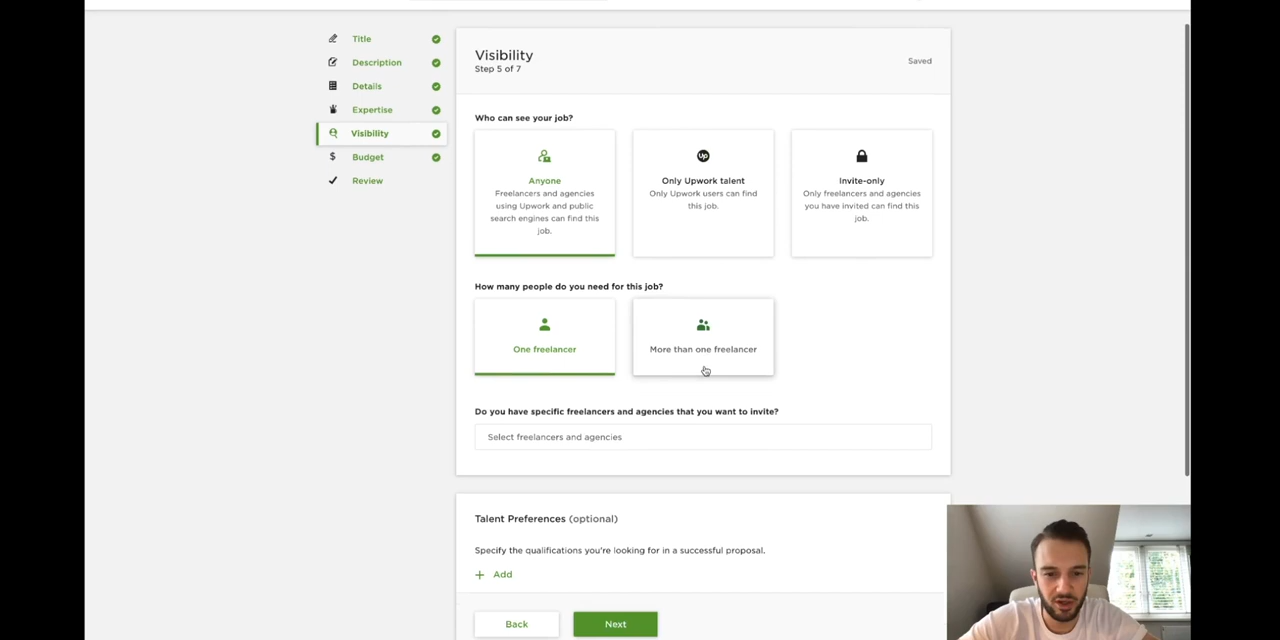 Title
Description
Details
Expertise
Visibility
Budget
Review
Visibility
Step 5 of 7
Saved
Who can see your job?
Anyone
Freelancers and agencies
using Upwork and public
search engines can find this
job.
Up
Only Upwork talent
Only Upwork users can find
this job.
Invite-only
Only freelancers and agencies
you have invited can find this
job.
How many people do you need for this job?
One freelancer
More than one freelancer
Do you have specific freelancers and agencies that you want to invite?
Select freelancers and agencies
Talent Preferences (optional)
Specify the qualifications you're looking for in a successful proposal.
+ Add
Back
Next